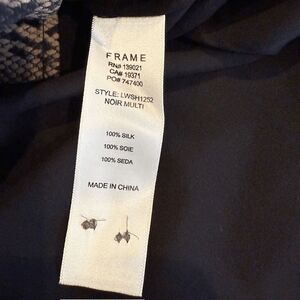 FRAME
RN# 139021
CA# 19371
PO# 747400
STYLE: LWSH1252
NOIR MULTI
100% SILK
100% SOIE
100% SEDA
MADE IN CHINA